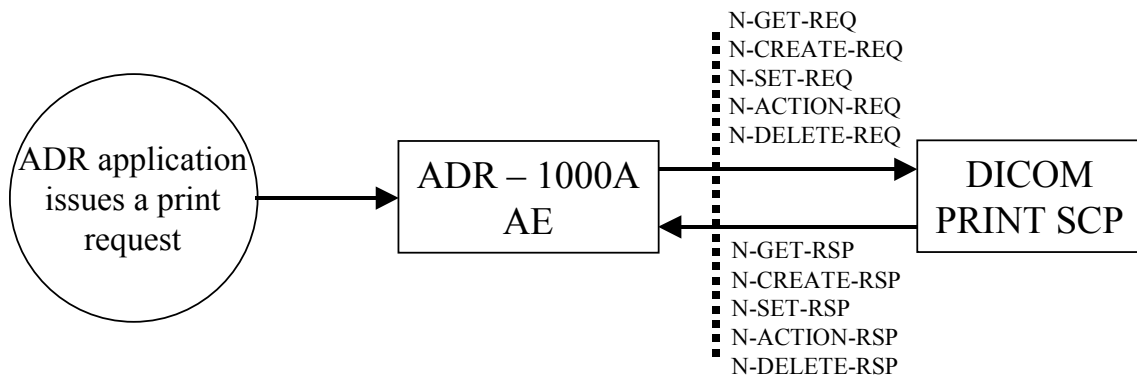 ADR application
issues a print
request
ADR – 1000A
AE
N-GET-REQ
N-CREATE-REQ
N-SET-REQ
N-ACTION-REQ
N-DELETE-REQ
N-GET-RSP
N-CREATE-RSP
N-SET-RSP
N-ACTION-RSP
N-DELETE-RSP
DICOM
PRINT SCP